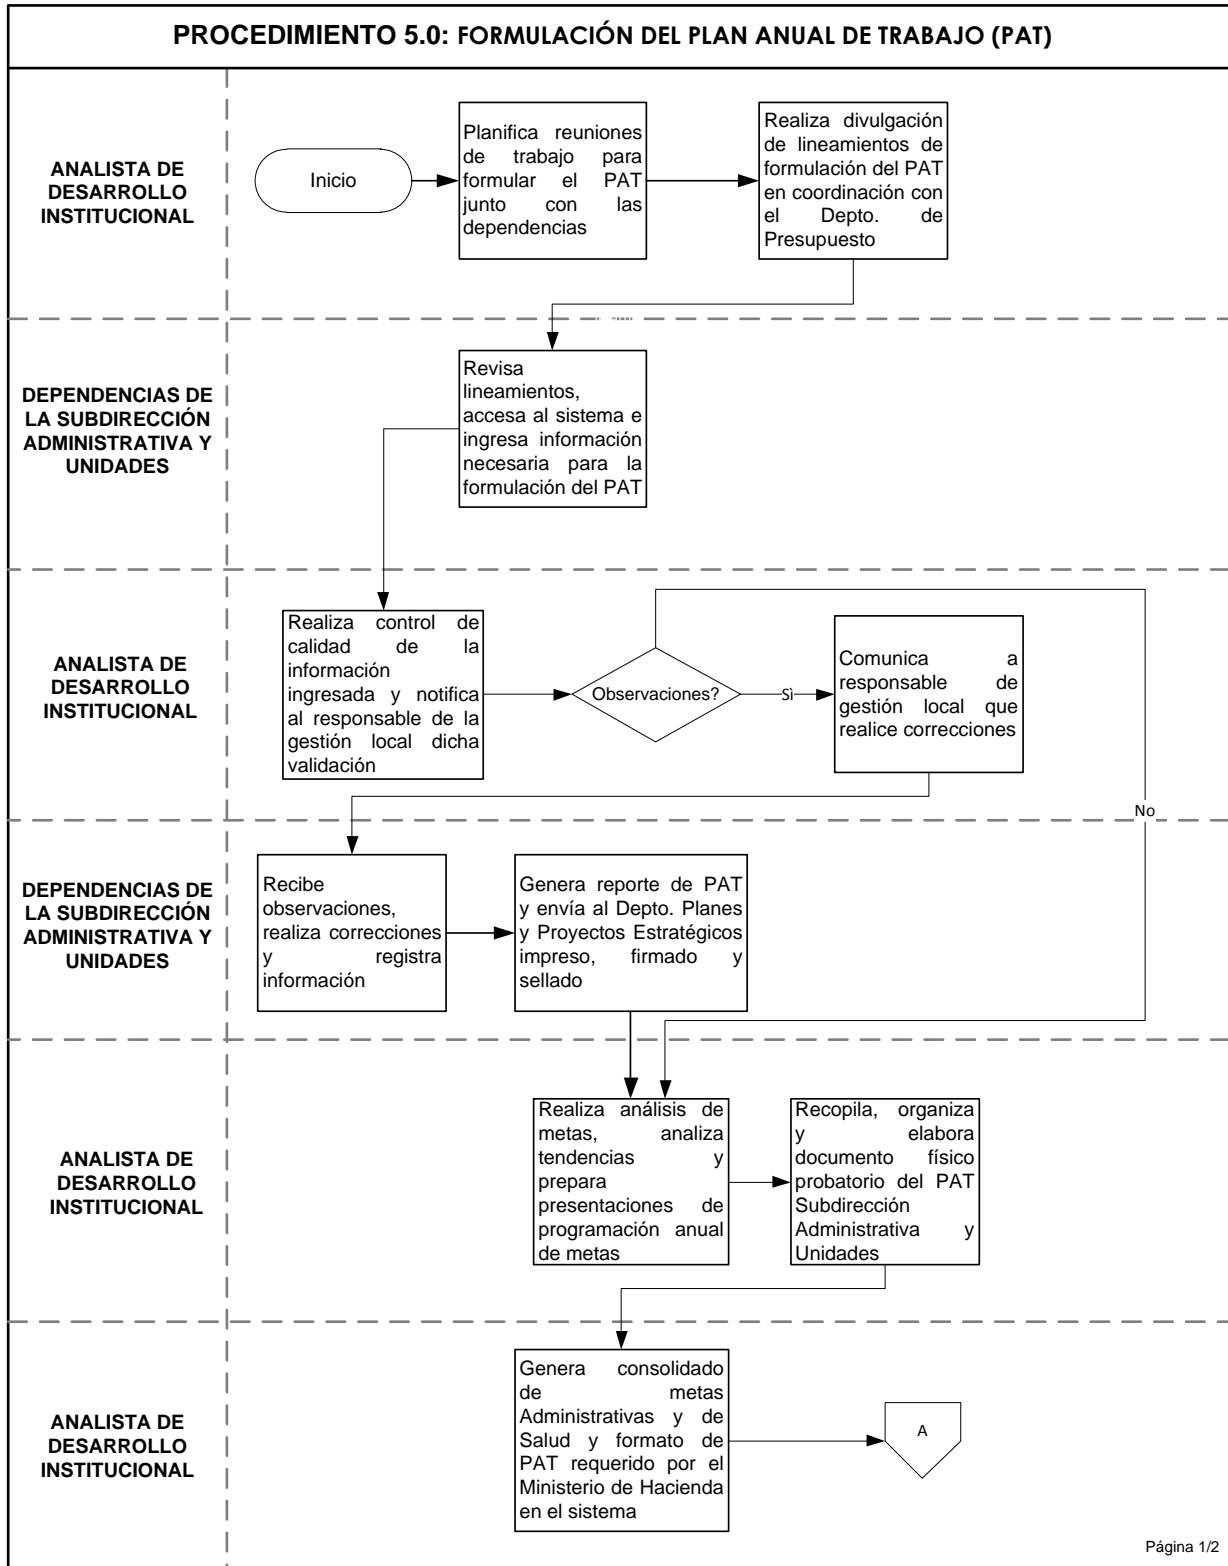 PROCEDIMIENTO 5.0: FORMULACIÓN DEL PLAN ANUAL DE TRABAJO (PAT)
ANALISTA DE
DESARROLLO
INSTITUCIONAL
Inicio
Planifica reuniones
de trabajo para
formular el PAT
junto con las
dependencias
Realiza divulgación
de lineamientos de
formulación del PAT
en coordinación con
el Depto. de
Presupuesto
DEPENDENCIAS DE
LA SUBDIRECCIÓN
ADMINISTRATIVA Y
UNIDADES
Revisa
lineamientos,
accesa al sistema e
ingresa información
necesaria para la
formulación del PAT
ANALISTA DE
DESARROLLO
INSTITUCIONAL
Realiza control de
calidad de la
información
ingresada y notifica
al responsable de la
gestión local dicha
validación
Observaciones?
Sì
Comunica a
responsable de
gestión local que
realice correcciones
No
DEPENDENCIAS DE
LA SUBDIRECCIÓN
ADMINISTRATIVA Y
UNIDADES
Recibe
observaciones,
realiza correcciones
y registra
información
Genera reporte de PAT
y envía al Depto. Planes
y Proyectos Estratégicos
impreso, firmado y
sellado
ANALISTA DE
DESARROLLO
INSTITUCIONAL
Realiza análisis de
metas, analiza
tendencias y
prepara
presentaciones de
programación anual
de metas
Recopila, organiza
y elabora
documento físico
probatorio del PAT
Subdirección
Administrativa y
Unidades
ANALISTA DE
DESARROLLO
INSTITUCIONAL
Genera consolidado
de metas
Administrativas y de
Salud y formato de
PAT requerido por el
Ministerio de Hacienda
en el sistema
A
Página 1/2